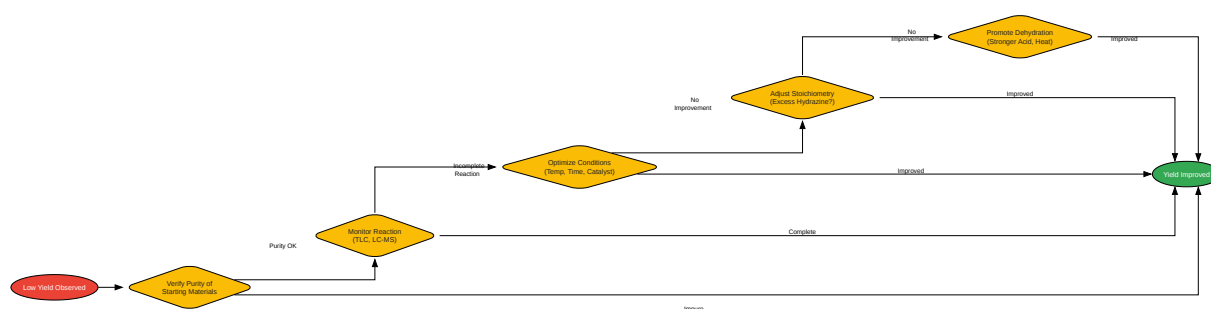 No
Improvement
Promote Dehydration
(Stronger Acid, Heat)
Improved
No
Improvement
Adjust Stoichiometry
(Excess Hydrazine?)
Improved
Incomplete
Reaction
Optimize Conditions
(Temp, Time, Catalyst)
Improved
Yield Improved
Purity OK
Monitor Reaction
(TLC, LC-MS)
Complete
Low Yield Observed
Verify Purity of
Starting Materials